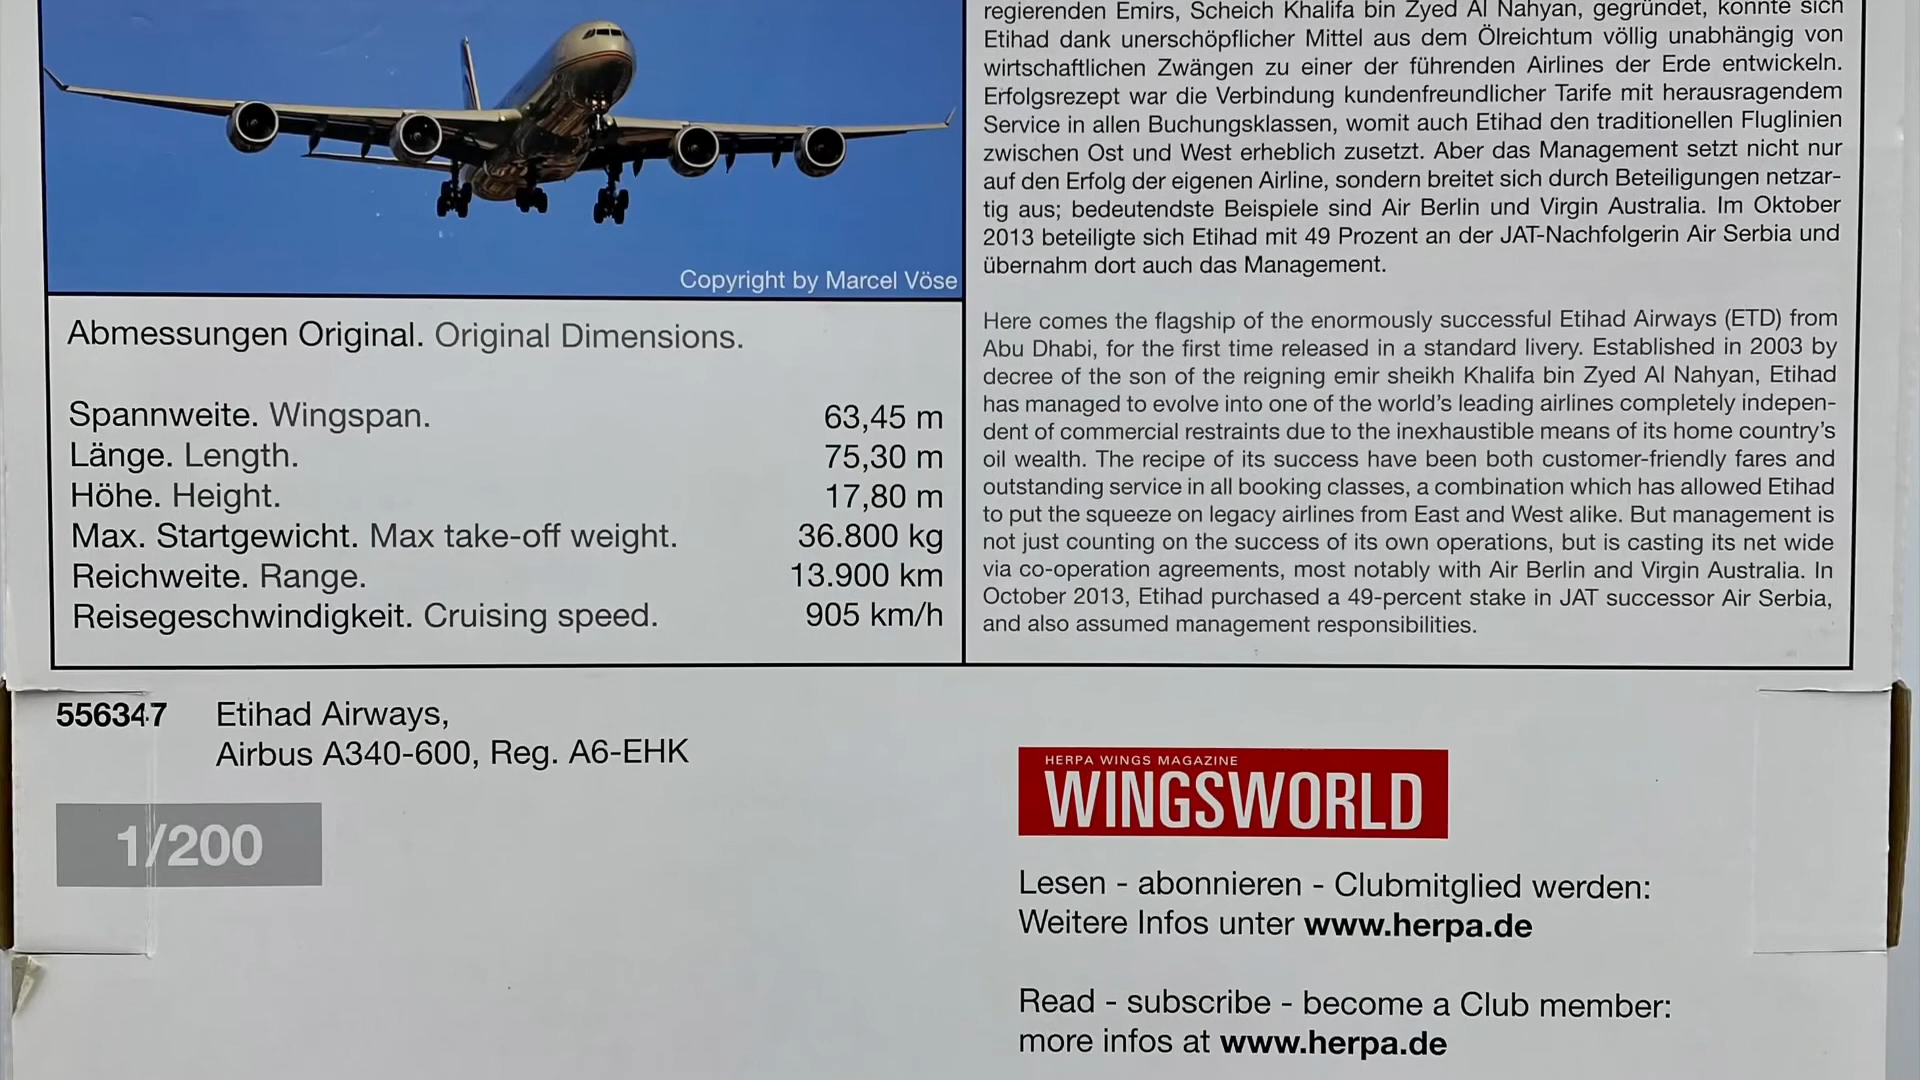 Copyright by Marcel Vöse
Abmessungen Original. Original Dimensions.
Spannweite. Wingspan. 63,45 m
Länge. Length. 75,30 m
Höhe. Height. 17,80 m
Max. Startgewicht. Max take-off weight. 36.800 kg
Reichweite. Range. 13.900 km
Reisegeschwindigkeit. Cruising speed. 905 km/h
regierenden Emirs, Scheich Khalifa bin Zyed Al Nahyan, gegründet, konnte sich
Etihad dank unerschöpflicher Mittel aus dem Ölreichtum völlig unabhängig von
wirtschaftlichen Zwängen zu einer der führenden Airlines der Erde entwickeln.
Erfolgsrezept war die Verbindung kundenfreundlicher Tarife mit herausragendem
Service in allen Buchungsklassen, womit auch Etihad den traditionellen Fluglinien
zwischen Ost und West erheblich zusetzt. Aber das Management setzt nicht nur
auf den Erfolg der eigenen Airline, sondern breitet sich durch Beteiligungen netzar-
tig aus; bedeutendste Beispiele sind Air Berlin und Virgin Australia. Im Oktober
2013 beteiligte sich Etihad mit 49 Prozent an der JAT-Nachfolgerin Air Serbia und
übernahm dort auch das Management.
Here comes the flagship of the enormously successful Etihad Airways (ETD) from
Abu Dhabi, for the first time released in a standard livery. Established in 2003 by
decree of the son of the reigning emir sheikh Khalifa bin Zyed Al Nahyan, Etihad
has managed to evolve into one of the world's leading airlines completely indepen-
dent of commercial restraints due to the inexhaustible means of its home country's
oil wealth. The recipe of its success have been both customer-friendly fares and
outstanding service in all booking classes, a combination which has allowed Etihad
to put the squeeze on legacy airlines from East and West alike. But management is
not just counting on the success of its own operations, but is casting its net wide
via co-operation agreements, most notably with Air Berlin and Virgin Australia. In
October 2013, Etihad purchased a 49-percent stake in JAT successor Air Serbia,
and also assumed management responsibilities.
556347 Etihad Airways,
Airbus A340-600, Reg. A6-EHK
1/200
HERPA WINGS MAGAZINE
WINGSWORLD
Lesen - abonnieren - Clubmitglied werden:
Weitere Infos unter www.herpa.de
Read - subscribe - become a Club member:
more infos at www.herpa.de